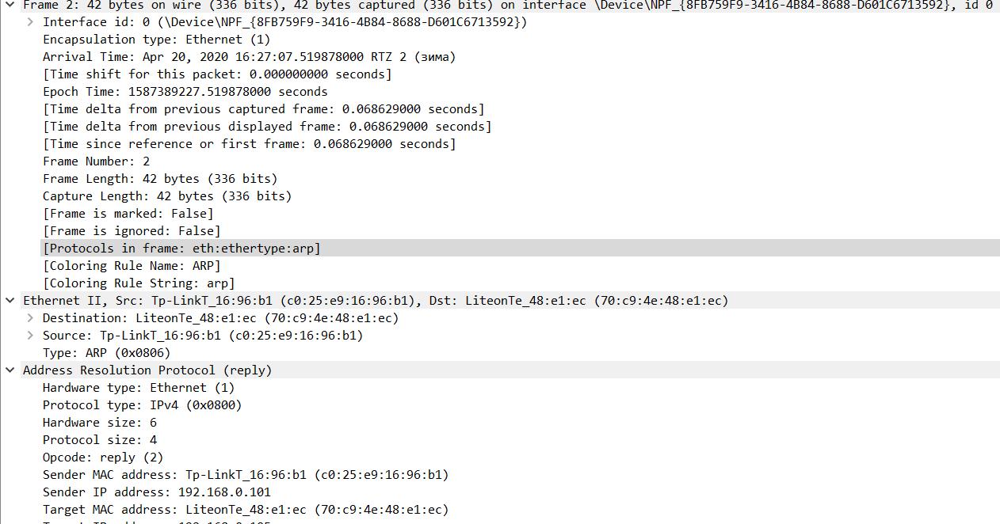 Frame 2: 42 bytes on wire (336 bits), 42 bytes captured (336 bits) on interface \Device\NPF_{8FB759F9-3416-4B84-8688-D601C6713592}, id 0
Interface id: 0 (\Device\NPF_{8FB759F9-3416-4B84-8688-D601C6713592})
Encapsulation type: Ethernet (1)
Arrival Time: Apr 20, 2020 16:27:07.519878000 RTZ 2 (зима)
[Time shift for this packet: 0.000000000 seconds]
Epoch Time: 1587389227.519878000 seconds
[Time delta from previous captured frame: 0.068629000 seconds]
[Time delta from previous displayed frame: 0.068629000 seconds]
[Time since reference or first frame: 0.068629000 seconds]
Frame Number: 2
Frame Length: 42 bytes (336 bits)
Capture Length: 42 bytes (336 bits)
[Frame is marked: False]
[Frame is ignored: False]
[Protocols in frame: eth:ethertype:arp]
[Coloring Rule Name: ARP]
[Coloring Rule String: arp]
Ethernet II, Src: Tp-LinkT_16:96:b1 (c0:25:e9:16:96:b1), Dst: LiteonTe_48:e1:ec (70:c9:4e:48:e1:ec)
Destination: LiteonTe_48:e1:ec (70:c9:4e:48:e1:ec)
Source: Tp-LinkT_16:96:b1 (c0:25:e9:16:96:b1)
Type: ARP (0x0806)
Address Resolution Protocol (reply)
Hardware type: Ethernet (1)
Protocol type: IPv4 (0x0800)
Hardware size: 6
Protocol size: 4
Opcode: reply (2)
Sender MAC address: Tp-LinkT_16:96:b1 (c0:25:e9:16:96:b1)
Sender IP address: 192.168.0.101
Target MAC address: LiteonTe_48:e1:ec (70:c9:4e:48:e1:ec)